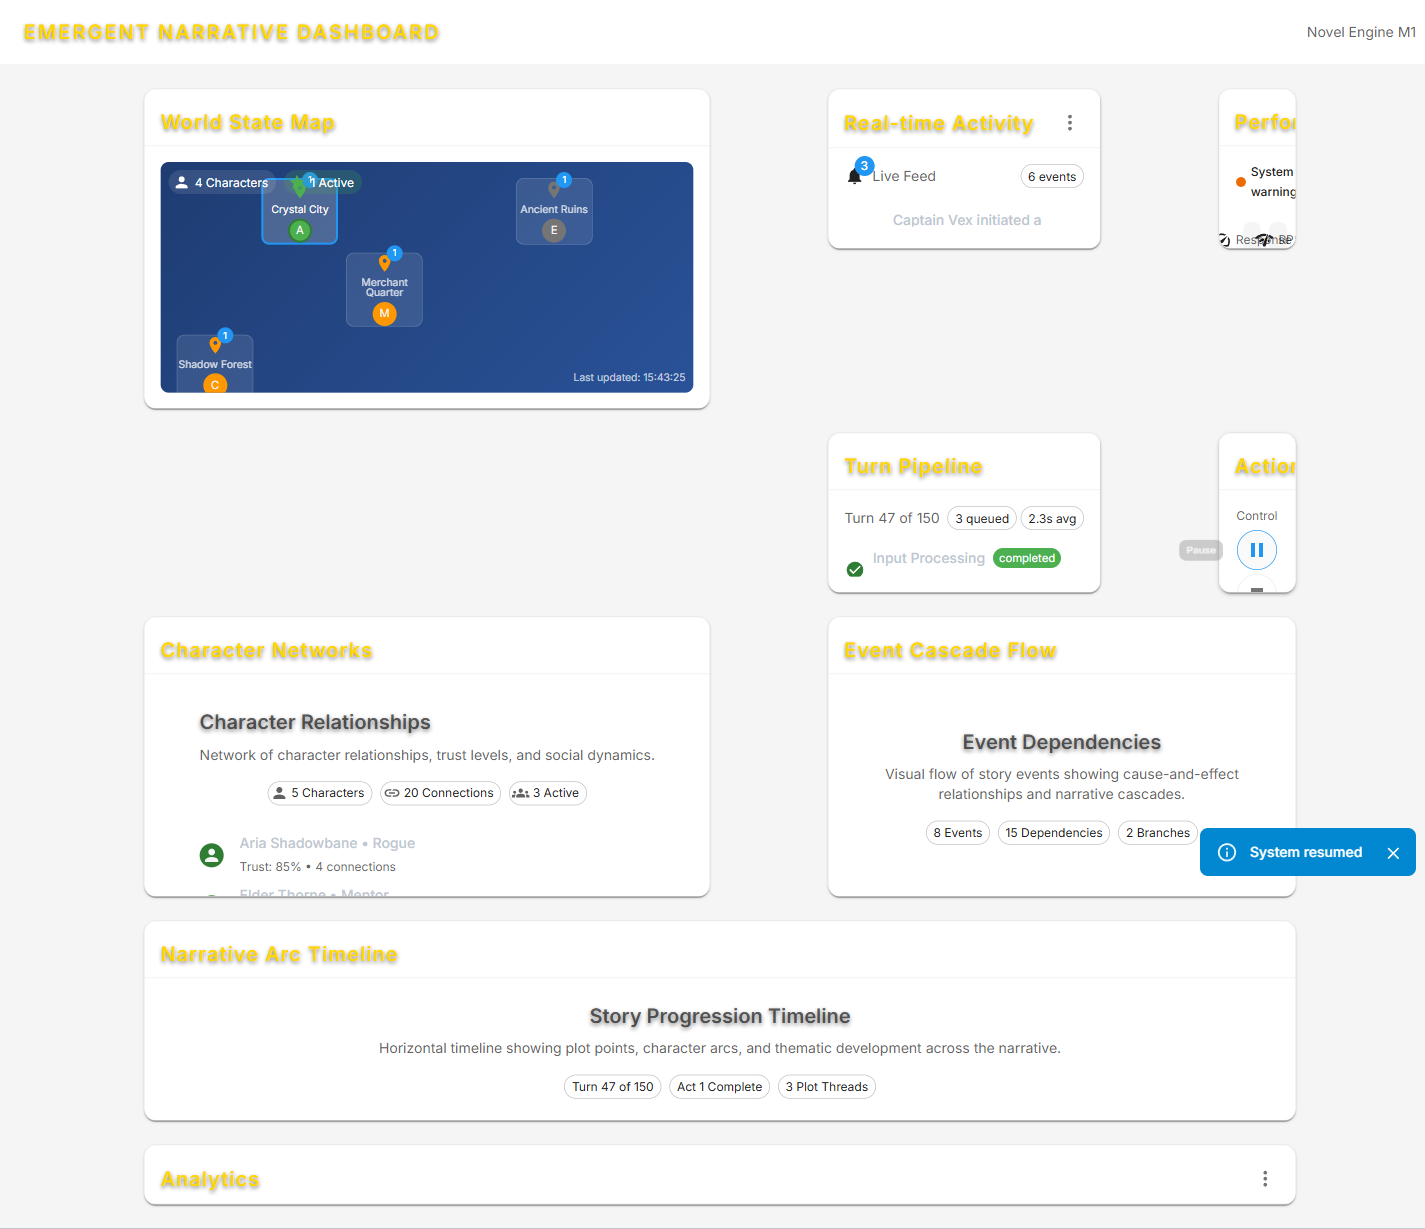 EMERGENT NARRATIVE DASHBOARD
Novel Engine M1
World State Map
4 Characters
1 Active
1
Crystal City
A
1
Ancient Ruins
E
1
Merchant
Quarter
M
1
Shadow Forest
C
Last updated: 15:43:25
Real-time Activity
3
Live Feed
6 events
Captain Vex initiated a
Perfor
System
warning
Turn Pipeline
Turn 47 of 150
3 queued
2.3s avg
Input Processing
completed
Action
Control
Pause
Character Networks
Character Relationships
Network of character relationships, trust levels, and social dynamics.
5 Characters
20 Connections
3 Active
Aria Shadowbane • Rogue
Trust: 85% • 4 connections
Elder Thorne • Mentor
Event Cascade Flow
Event Dependencies
Visual flow of story events showing cause-and-effect
relationships and narrative cascades.
8 Events
15 Dependencies
2 Branches
System resumed
Narrative Arc Timeline
Story Progression Timeline
Horizontal timeline showing plot points, character arcs, and thematic development across the narrative.
Turn 47 of 150
Act 1 Complete
3 Plot Threads
Analytics